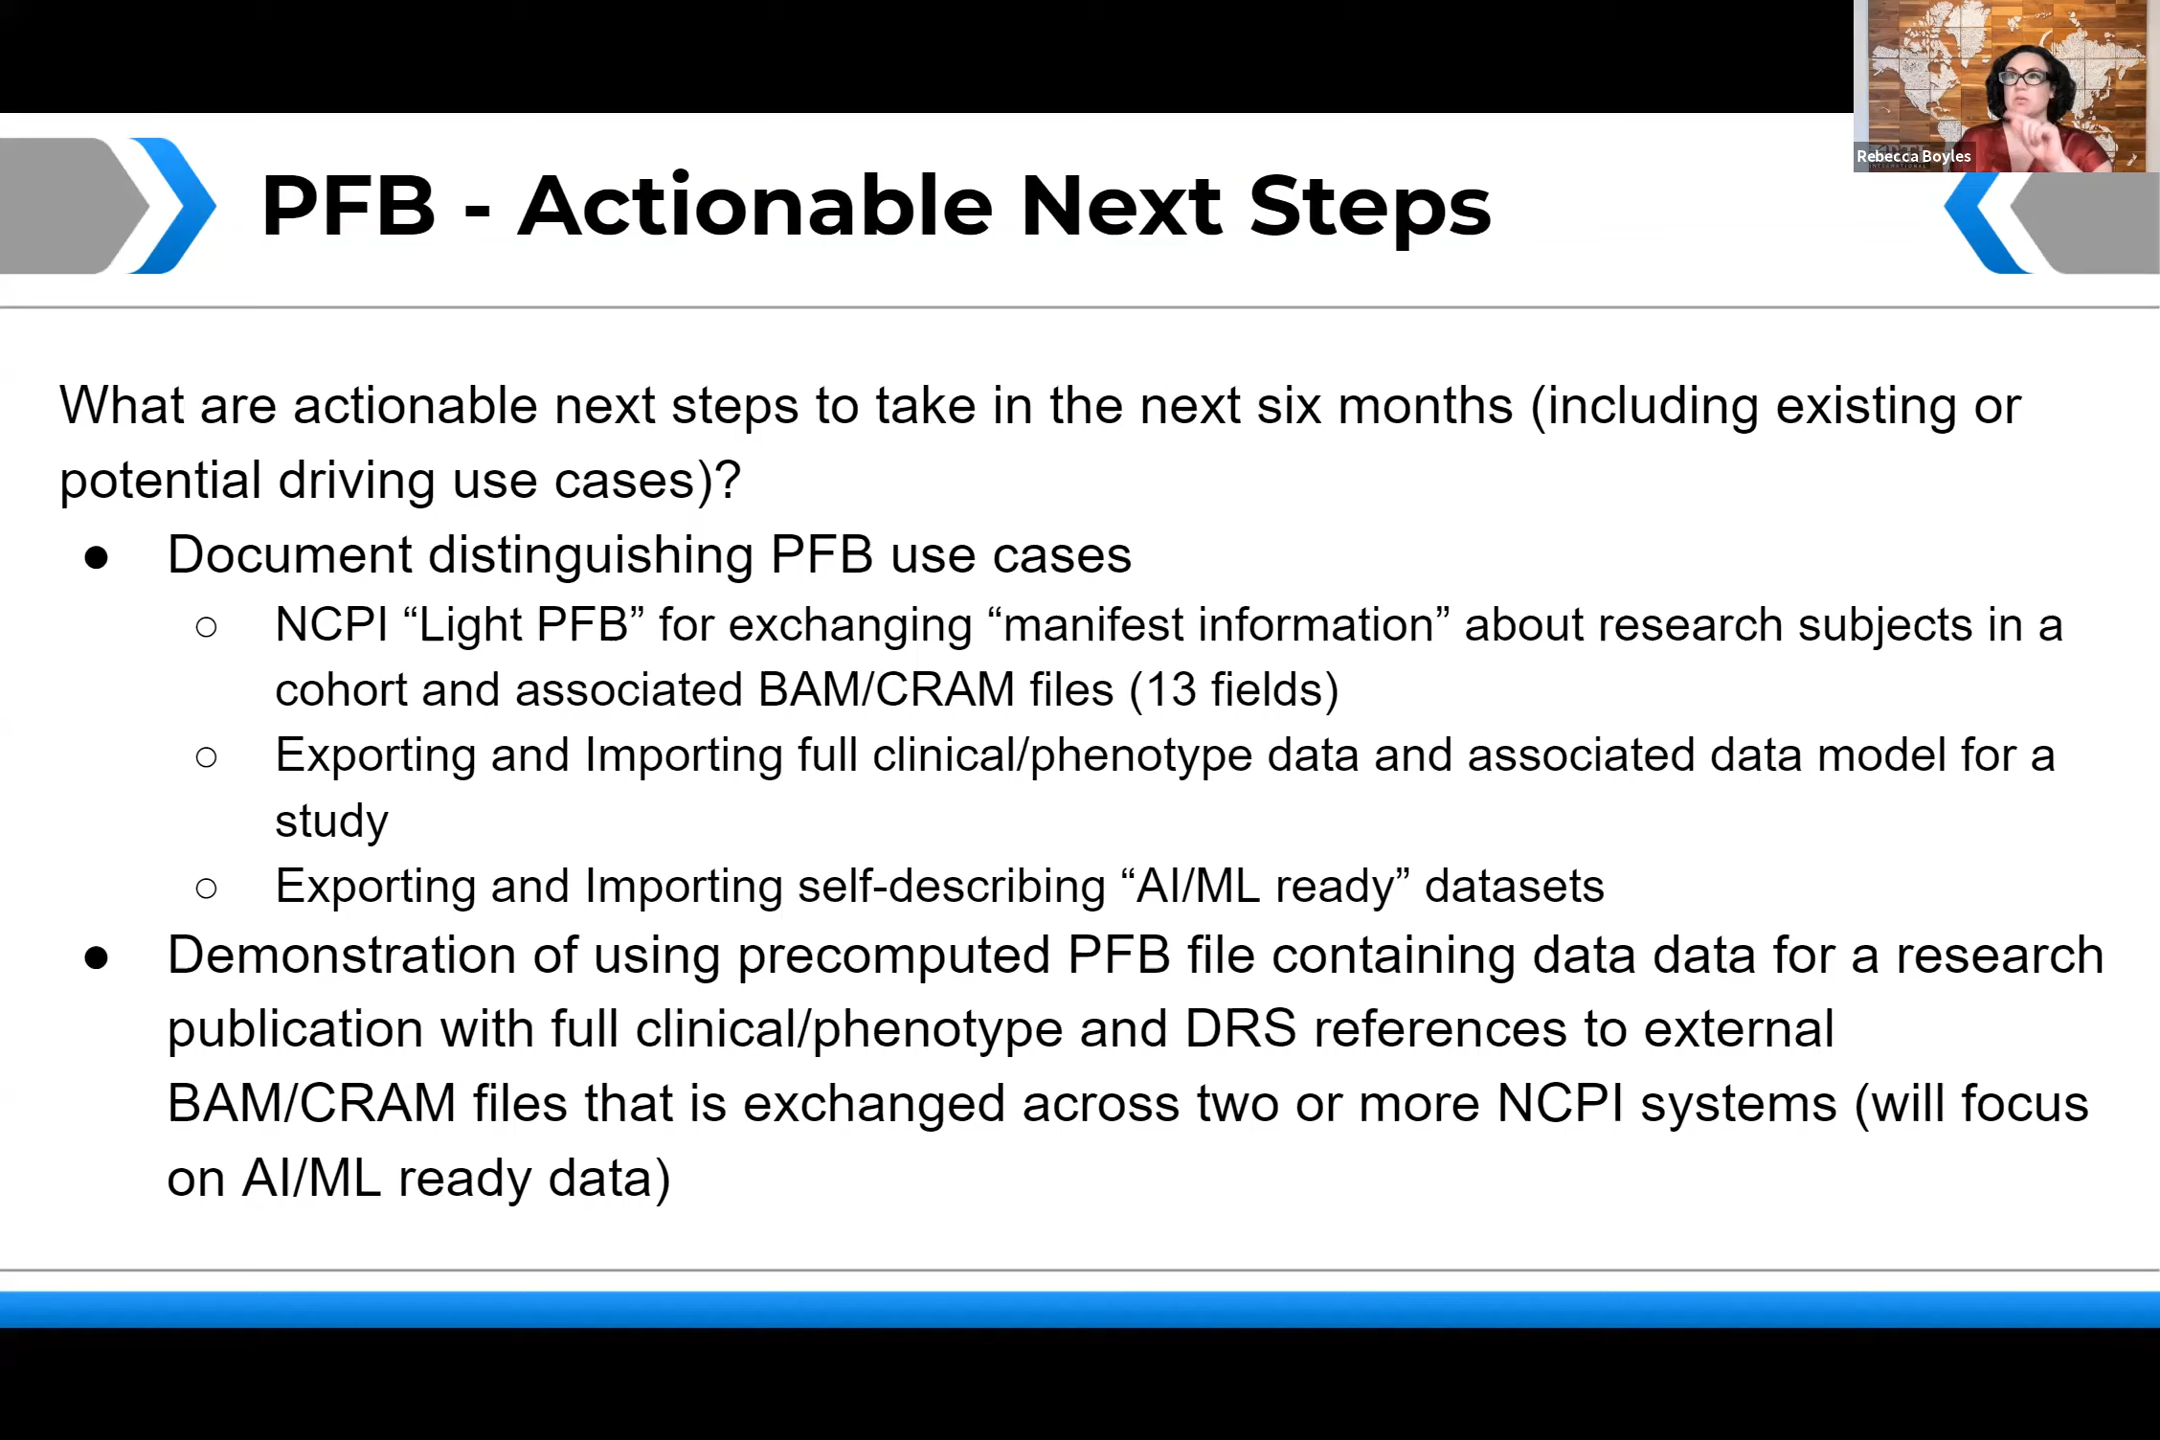 Rebecca Boyles
PFB - Actionable Next Steps
What are actionable next steps to take in the next six months (including existing or
potential driving use cases)?
● Document distinguishing PFB use cases
○ NCPI “Light PFB” for exchanging “manifest information” about research subjects in a
cohort and associated BAM/CRAM files (13 fields)
○ Exporting and Importing full clinical/phenotype data and associated data model for a
study
○ Exporting and Importing self-describing “AI/ML ready” datasets
● Demonstration of using precomputed PFB file containing data data for a research
publication with full clinical/phenotype and DRS references to external
BAM/CRAM files that is exchanged across two or more NCPI systems (will focus
on AI/ML ready data)